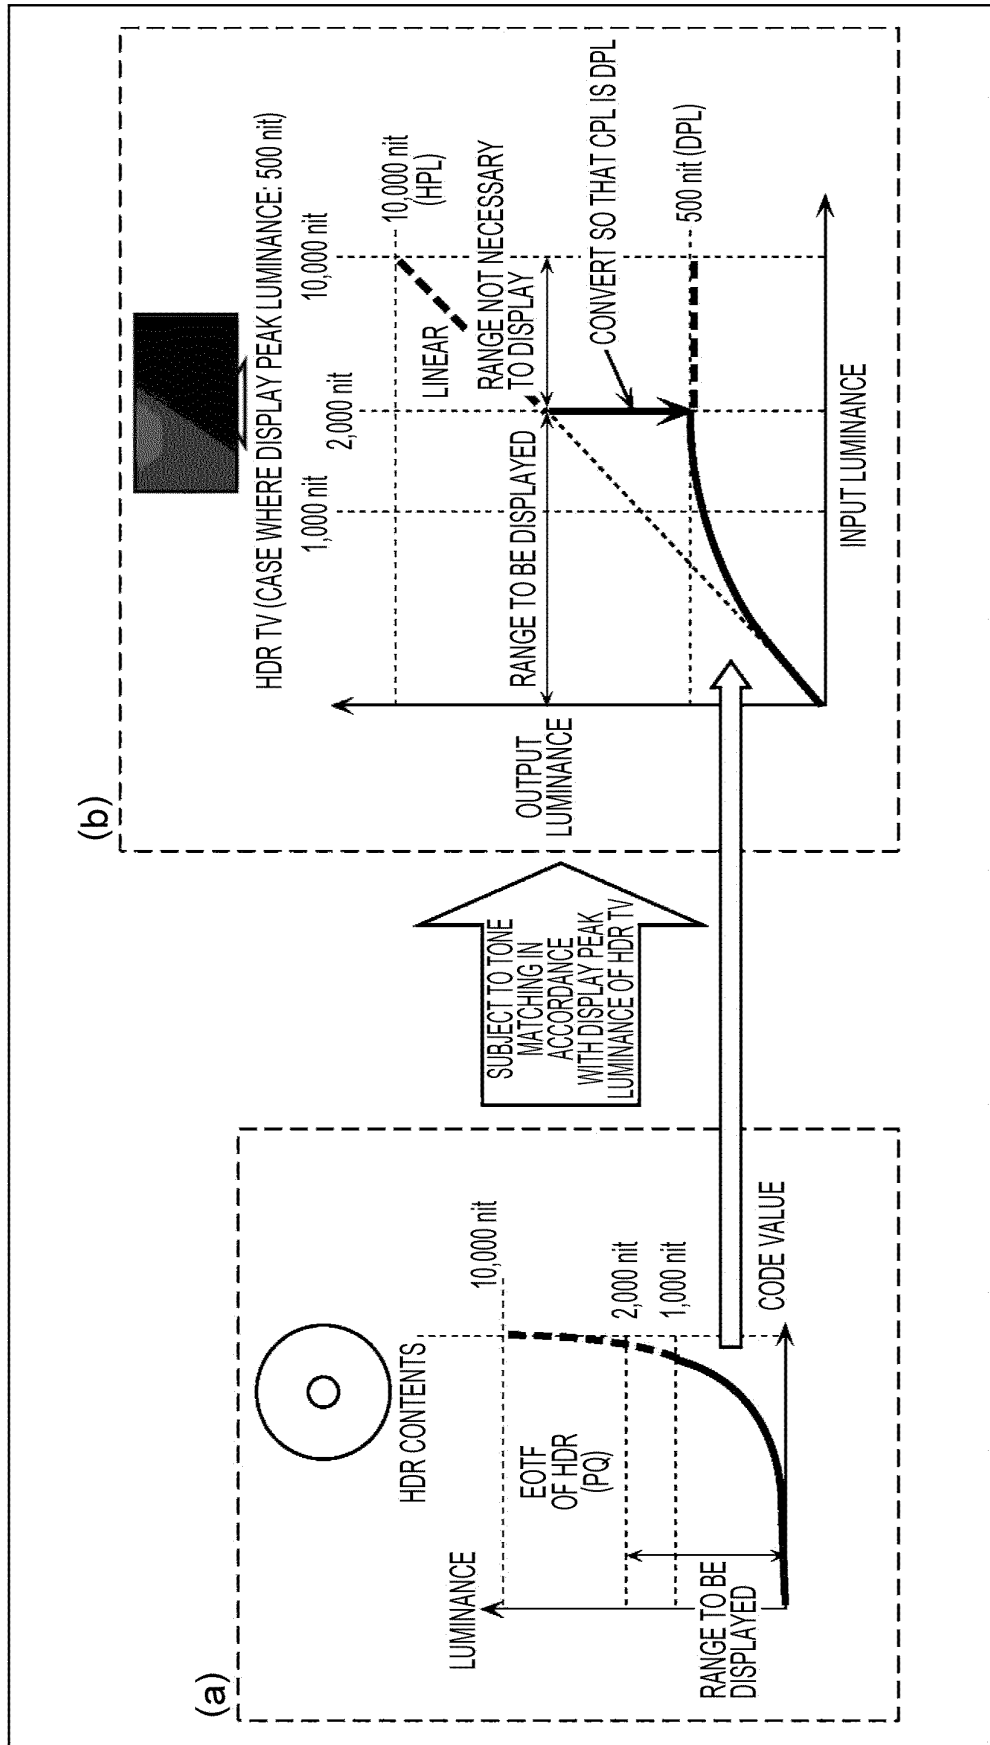 (a)
HDR CONTENTS
LUMINANCE
10,000 nit
EOTF
OF HDR
(PQ)
2,000 nit
1,000 nit
RANGE TO BE
DISPLAYED
CODE VALUE
SUBJECT TO TONE
MATCHING IN
ACCORDANCE
WITH DISPLAY PEAK
LUMINANCE OF HDR TV
(b)
HDR TV (CASE WHERE DISPLAY PEAK LUMINANCE: 500 nit)
1,000 nit
2,000 nit
10,000 nit
10,000 nit
(HPL)
LINEAR
OUTPUT
LUMINANCE
RANGE TO BE DISPLAYED
RANGE NOT NECESSARY
TO DISPLAY
CONVERT SO THAT CPL IS DPL
500 nit (DPL)
INPUT LUMINANCE